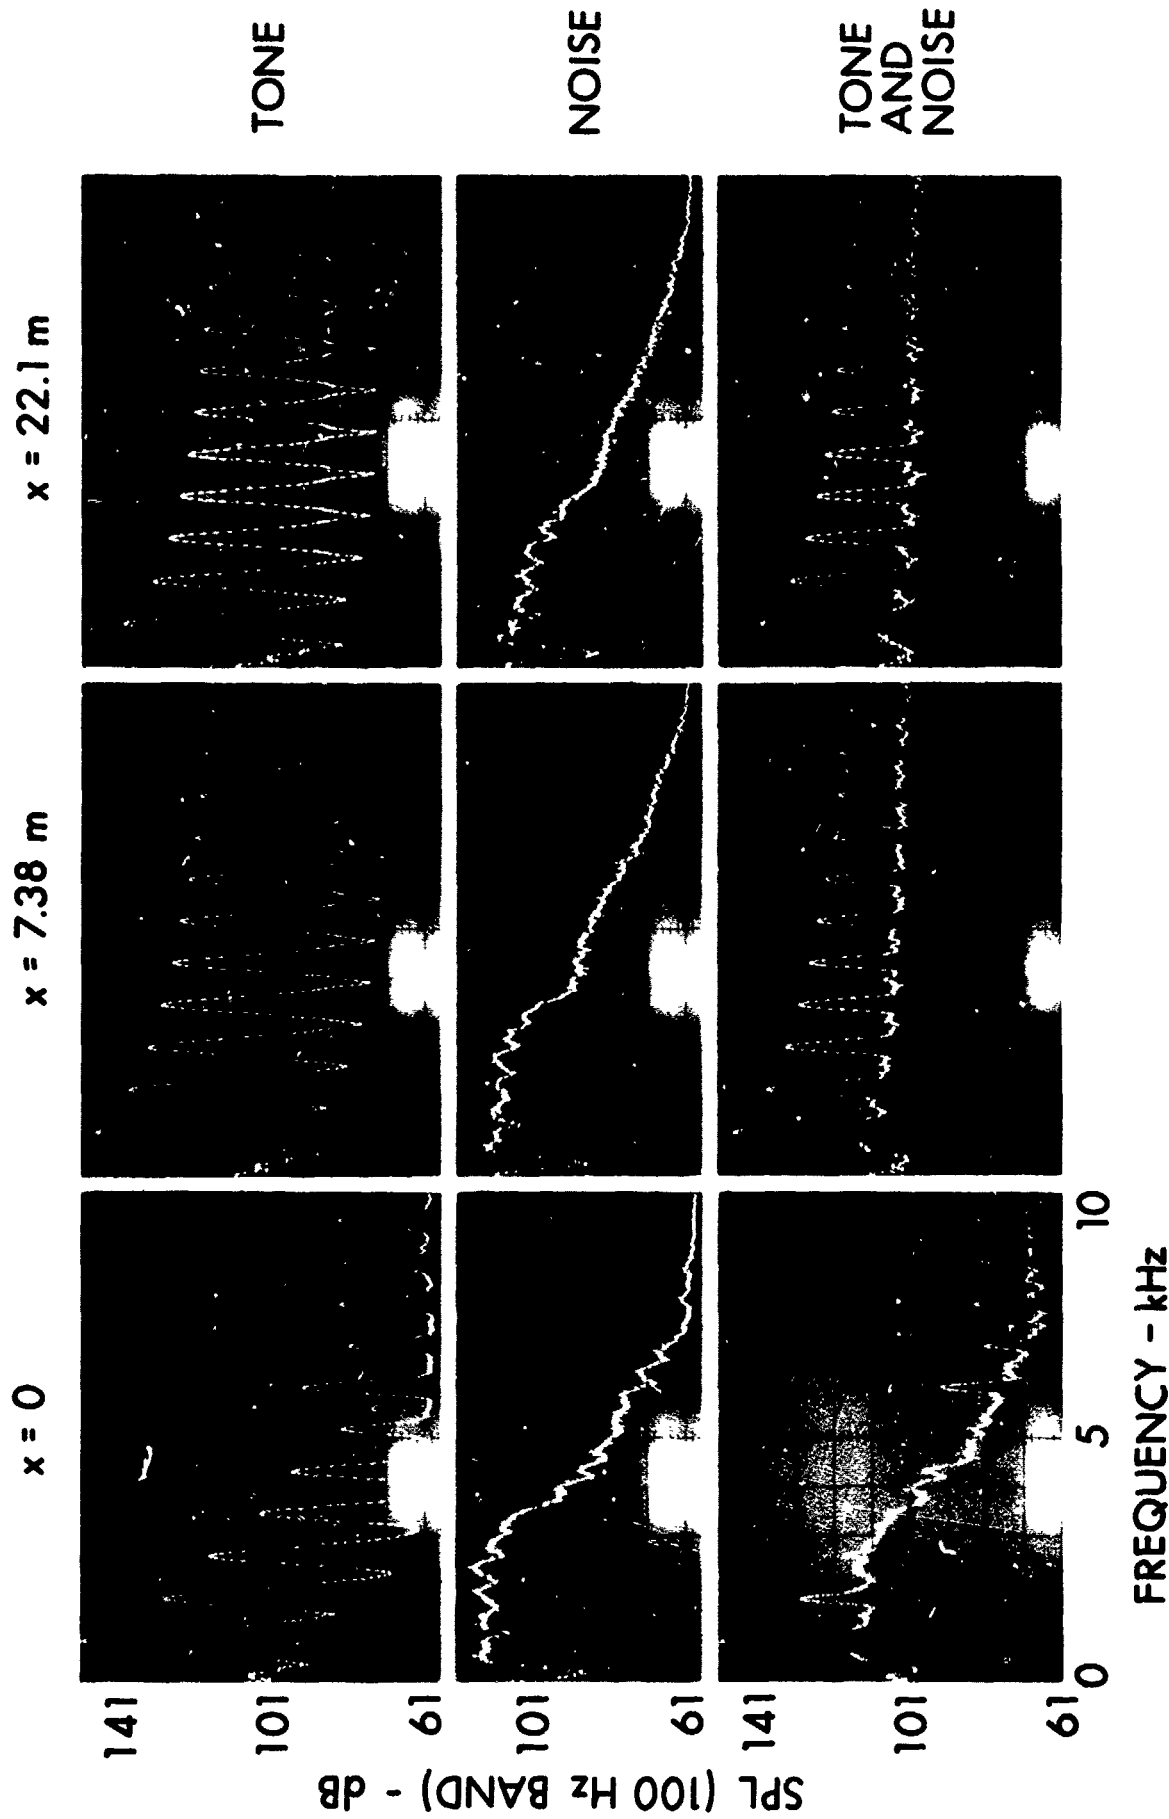 x = 0
x = 7.38 m
x = 22.1 m
141
101
61
TONE
101
61
NOISE
101
61
TONE
AND
NOISE
SPL (100 Hz BAND) - dB
0
5
10
FREQUENCY - kHz